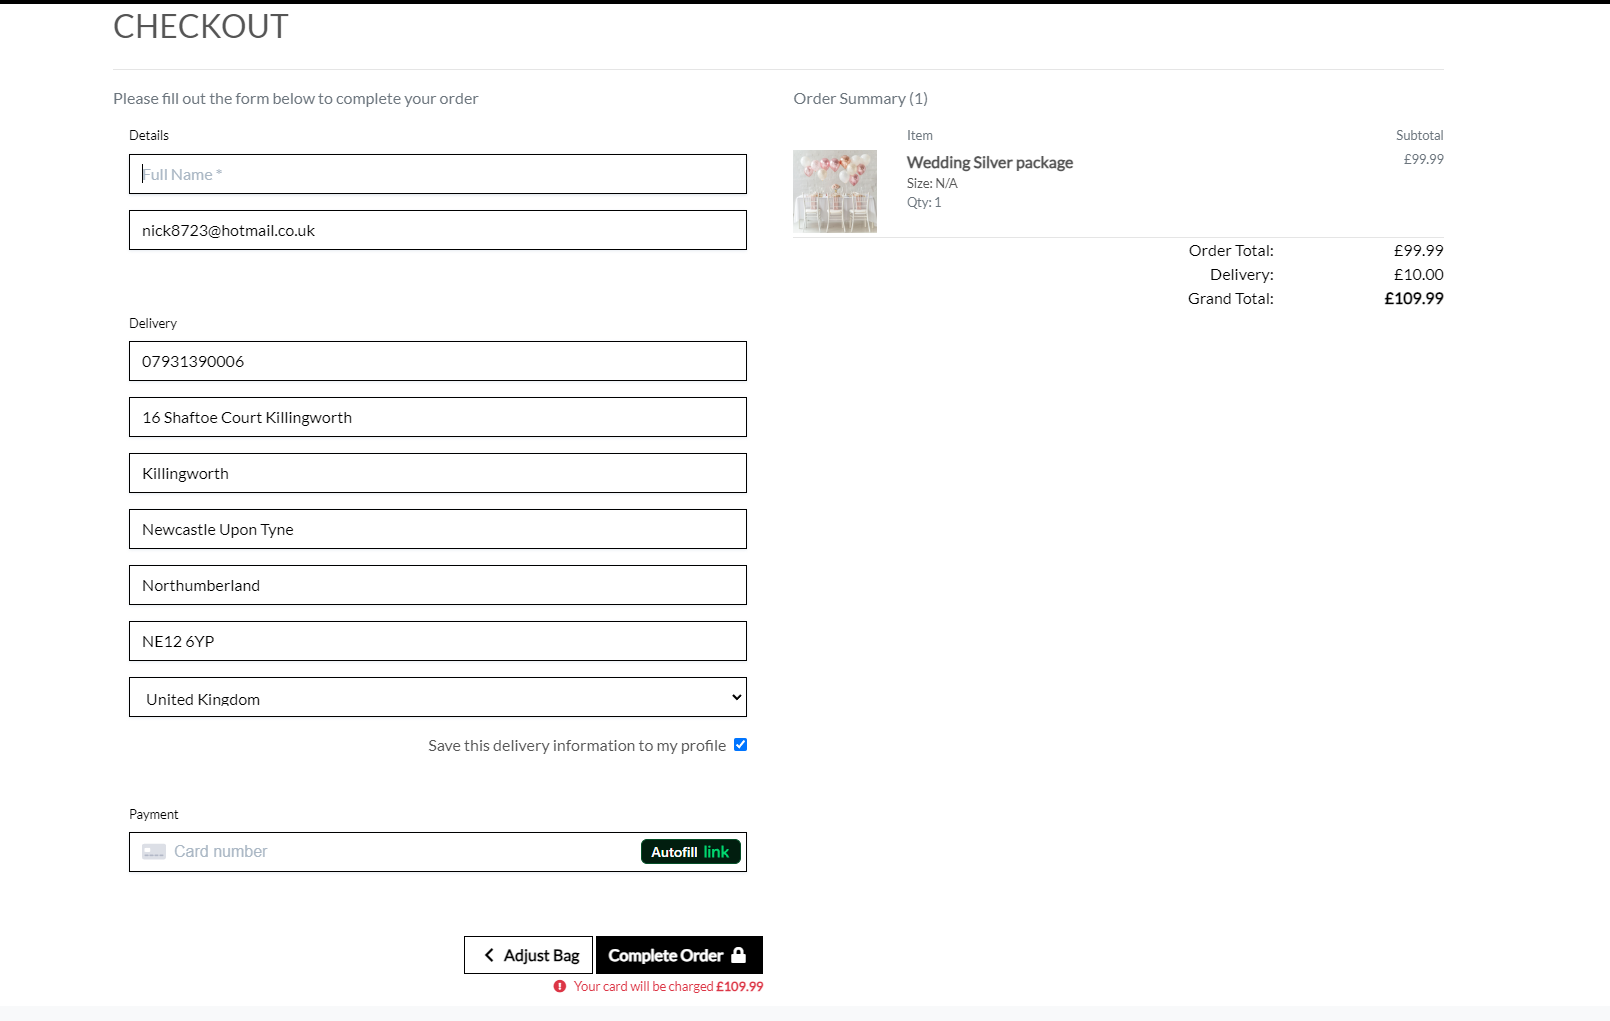 CHECKOUT
Please fill out the form below to complete your order
Details
Full Name *
nick8723@hotmail.co.uk
Delivery
07931390006
16 Shaftoe Court Killingworth
Killingworth
Newcastle Upon Tyne
Northumberland
NE12 6YP
United Kingdom
Save this delivery information to my profile
Payment
Card number Autofill link
Adjust Bag Complete Order
Your card will be charged £109.99
Order Summary (1)
Item Subtotal
Wedding Silver package £99.99
Size: N/A
Qty: 1
Order Total: £99.99
Delivery: £10.00
Grand Total: £109.99